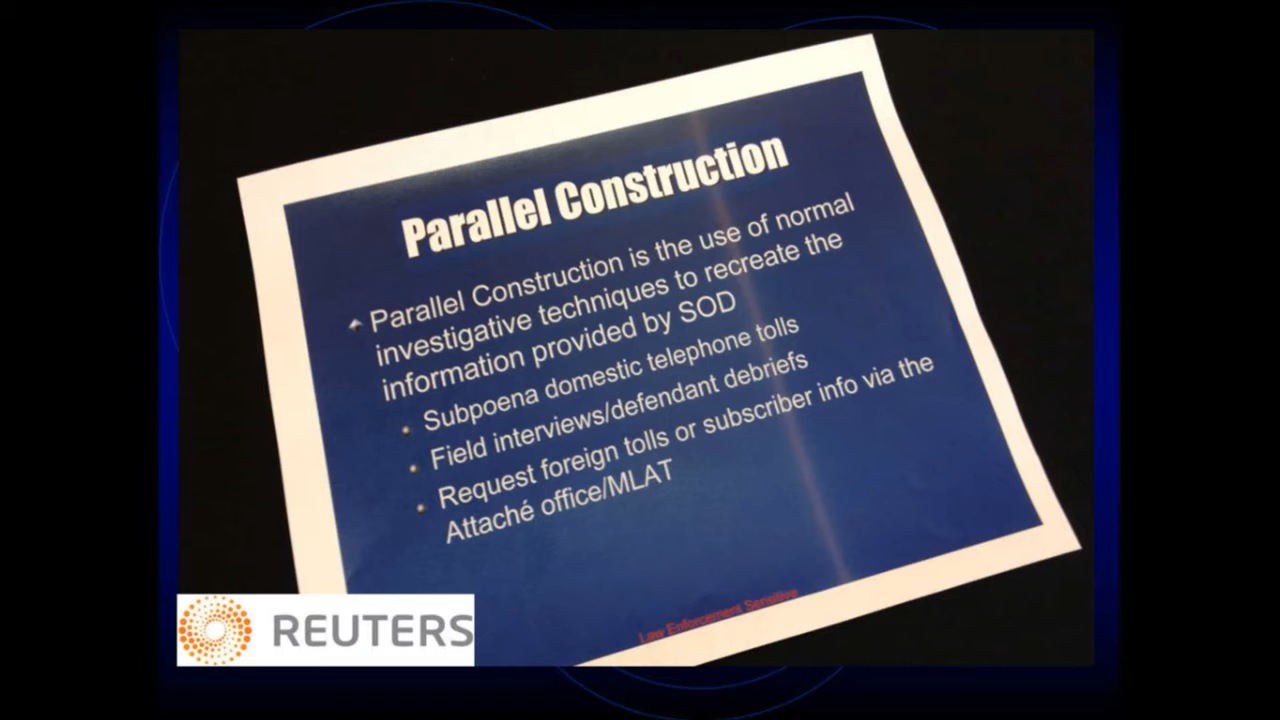 Parallel Construction
Parallel Construction is the use of normal
investigative techniques to recreate the
information provided by SOD
Subpoena domestic telephone tolls
Field interviews/defendant debriefs
Request foreign tolls or subscriber info via the
Attaché office/MLAT
Law Enforcement Sensitive
REUTERS